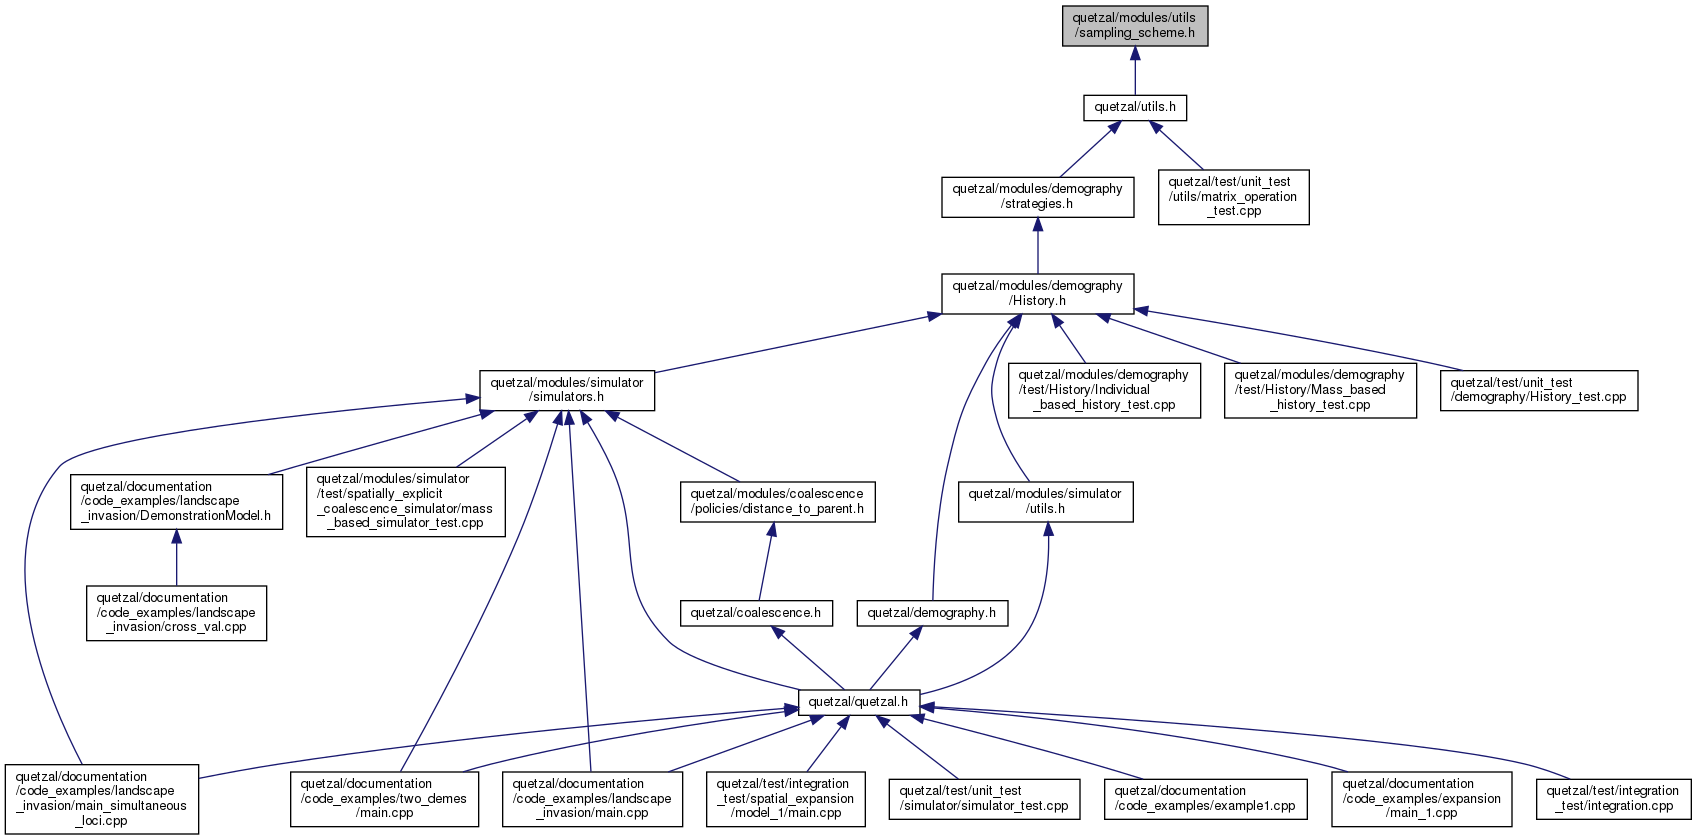 quetzal/modules/utils
/sampling_scheme.h
quetzal/utils.h
quetzal/modules/demography
/strategies.h
quetzal/test/unit_test
/utils/matrix_operation
_test.cpp
quetzal/modules/demography
/History.h
quetzal/modules/simulator
/simulators.h
quetzal/modules/demography
/test/History/Individual
_based_history_test.cpp
quetzal/modules/demography
/test/History/Mass_based
_history_test.cpp
quetzal/test/unit_test
/demography/History_test.cpp
quetzal/documentation
/code_examples/landscape
_invasion/DemonstrationModel.h
quetzal/modules/simulator
/test/spatially_explicit
_coalescence_simulator/mass
_based_simulator_test.cpp
quetzal/modules/coalescence
/policies/distance_to_parent.h
quetzal/modules/simulator
/utils.h
quetzal/documentation
/code_examples/landscape
_invasion/cross_val.cpp
quetzal/coalescence.h
quetzal/demography.h
quetzal/quetzal.h
quetzal/documentation
/code_examples/landscape
_invasion/main_simultaneous
_loci.cpp
quetzal/documentation
/code_examples/two_demes
/main.cpp
quetzal/documentation
/code_examples/landscape
_invasion/main.cpp
quetzal/test/integration
_test/spatial_expansion
/model_1/main.cpp
quetzal/test/unit_test
/simulator/simulator_test.cpp
quetzal/documentation
/code_examples/example1.cpp
quetzal/documentation
/code_examples/expansion
/main_1.cpp
quetzal/test/integration
_test/integration.cpp